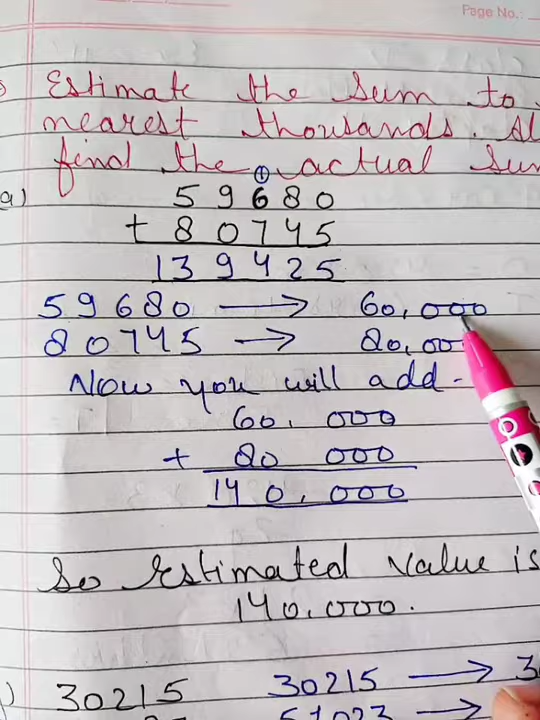 Page No.:
Estimate the sum to
nearest thousands.
find the actual Sum
a)
1
59680
+ 80745
139425
59680 → 60,000
80745 → 80,00
Now you will add -
60,000
+ 80 000
140,000
So Estimated value is
140,000.
30215 30215 → 3
51023 →